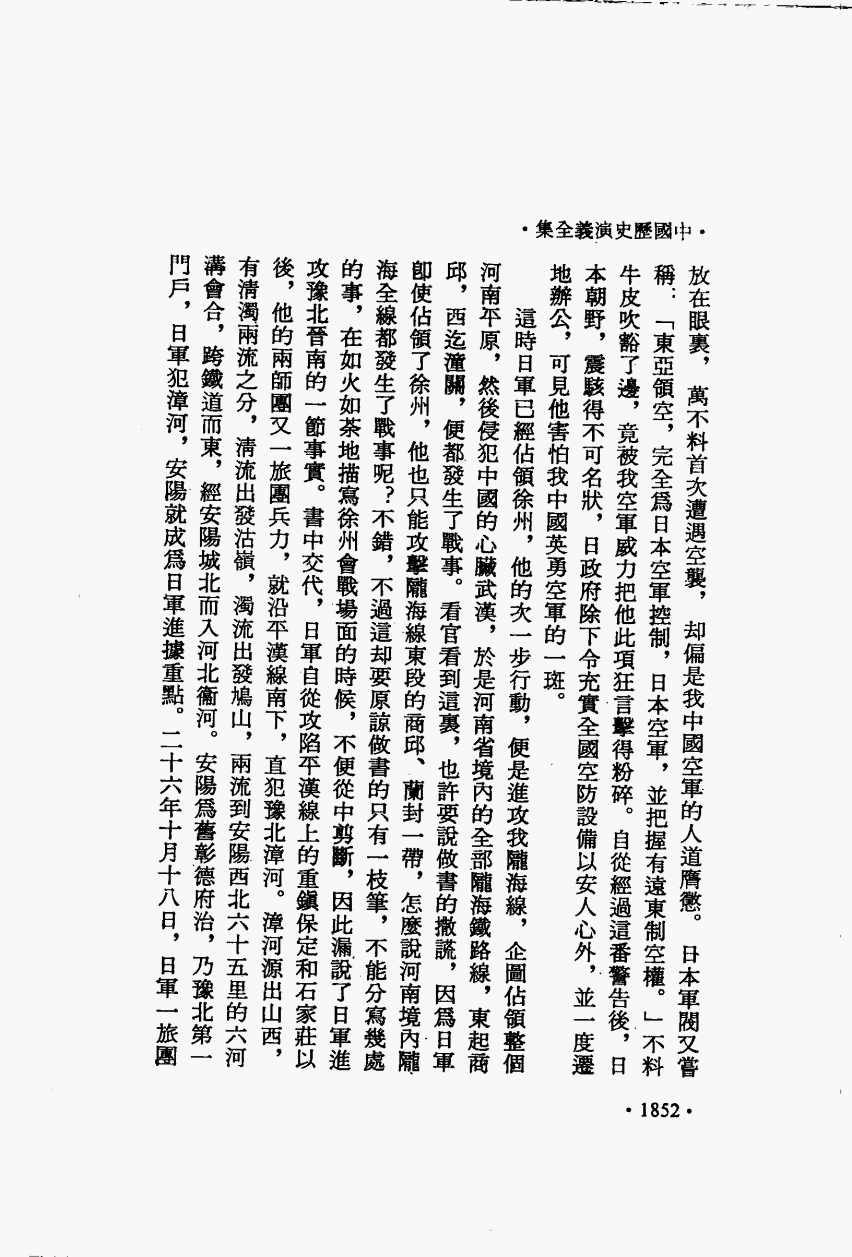 ·中國歷史演義全集·
放在眼裏，萬不料首次遭遇空襲，却偏是我中國空軍的人道膺懲。日本軍閥又嘗
稱：「東亞領空，完全爲日本空軍控制，日本空軍，並把握有遠東制空權。」不料
牛皮吹豁了邊，竟被我空軍威力把他此項狂言擊得粉碎。自從經過這番警告後，日
本朝野，震駭得不可名狀，日政府除下令充實全國空防設備以安人心外，並一度遷
地辦公，可見他害怕我中國英勇空軍的一斑。
這時日軍已經佔領徐州，他的次一步行動，便是進攻我隴海線，企圖佔領整個
河南平原，然後侵犯中國的心臟武漢，於是河南省境內的全部隴海鐵路線，東起商
邱，西迄潼關，便都發生了戰事。看官看到這裏，也許要說做書的撒謊，因爲日軍
卽使佔領了徐州，他也只能攻擊隴海線東段的商邱、蘭封一帶，怎麼說河南境內隴
海全線都發生了戰事呢？不錯，不過這却要原諒做書的只有一枝筆，不能分寫幾處
的事，在如火如荼地描寫徐州會戰場面的時候，不便從中剪斷，因此漏說了日軍進
攻豫北晉南的一節事實。書中交代，日軍自從攻陷平漢線上的重鎭保定和石家莊以
後，他的兩師團又一旅團兵力，就沿平漢線南下，直犯豫北漳河。漳河源出山西，
有淸濁兩流之分，淸流出發沽嶺，濁流出發鳩山，兩流到安陽西北六十五里的六河
溝會合，跨鐵道而東，經安陽城北而入河北衞河。安陽爲舊彰德府治，乃豫北第一
門戶，日軍犯漳河，安陽就成爲日軍進據重點。二十六年十月十八日，日軍一旅團
·1852·